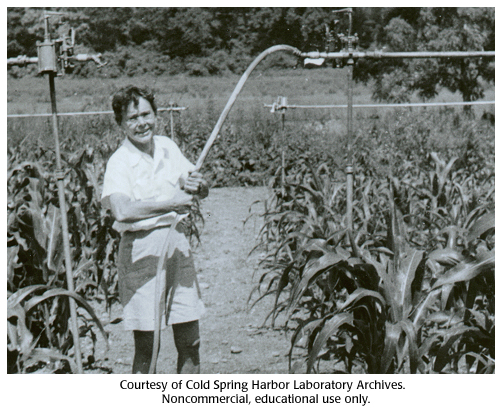 Courtesy of Cold Spring Harbor Laboratory Archives.
Noncommercial, educational use only.